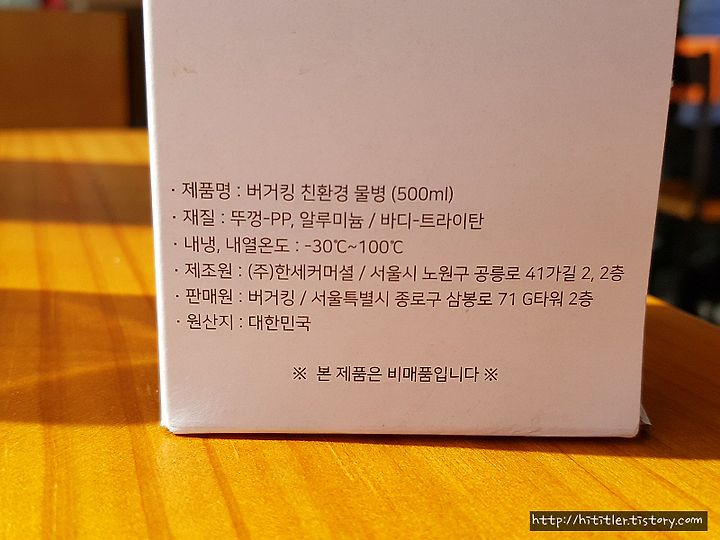 · 제품명 : 버거킹 친환경 물병 (500ml)
· 재질 : 뚜껑-PP, 알루미늄 / 바디-트라이탄
· 내냉, 내열온도 : -30℃~100℃
· 제조원 : (주)한세커머셜 / 서울시 노원구 공릉로 41가길 2, 2층
· 판매원 : 버거킹 / 서울특별시 종로구 삼봉로 71 G타워 2층
· 원산지 : 대한민국
※ 본 제품은 비매품입니다 ※
http://hititler.tistory.com